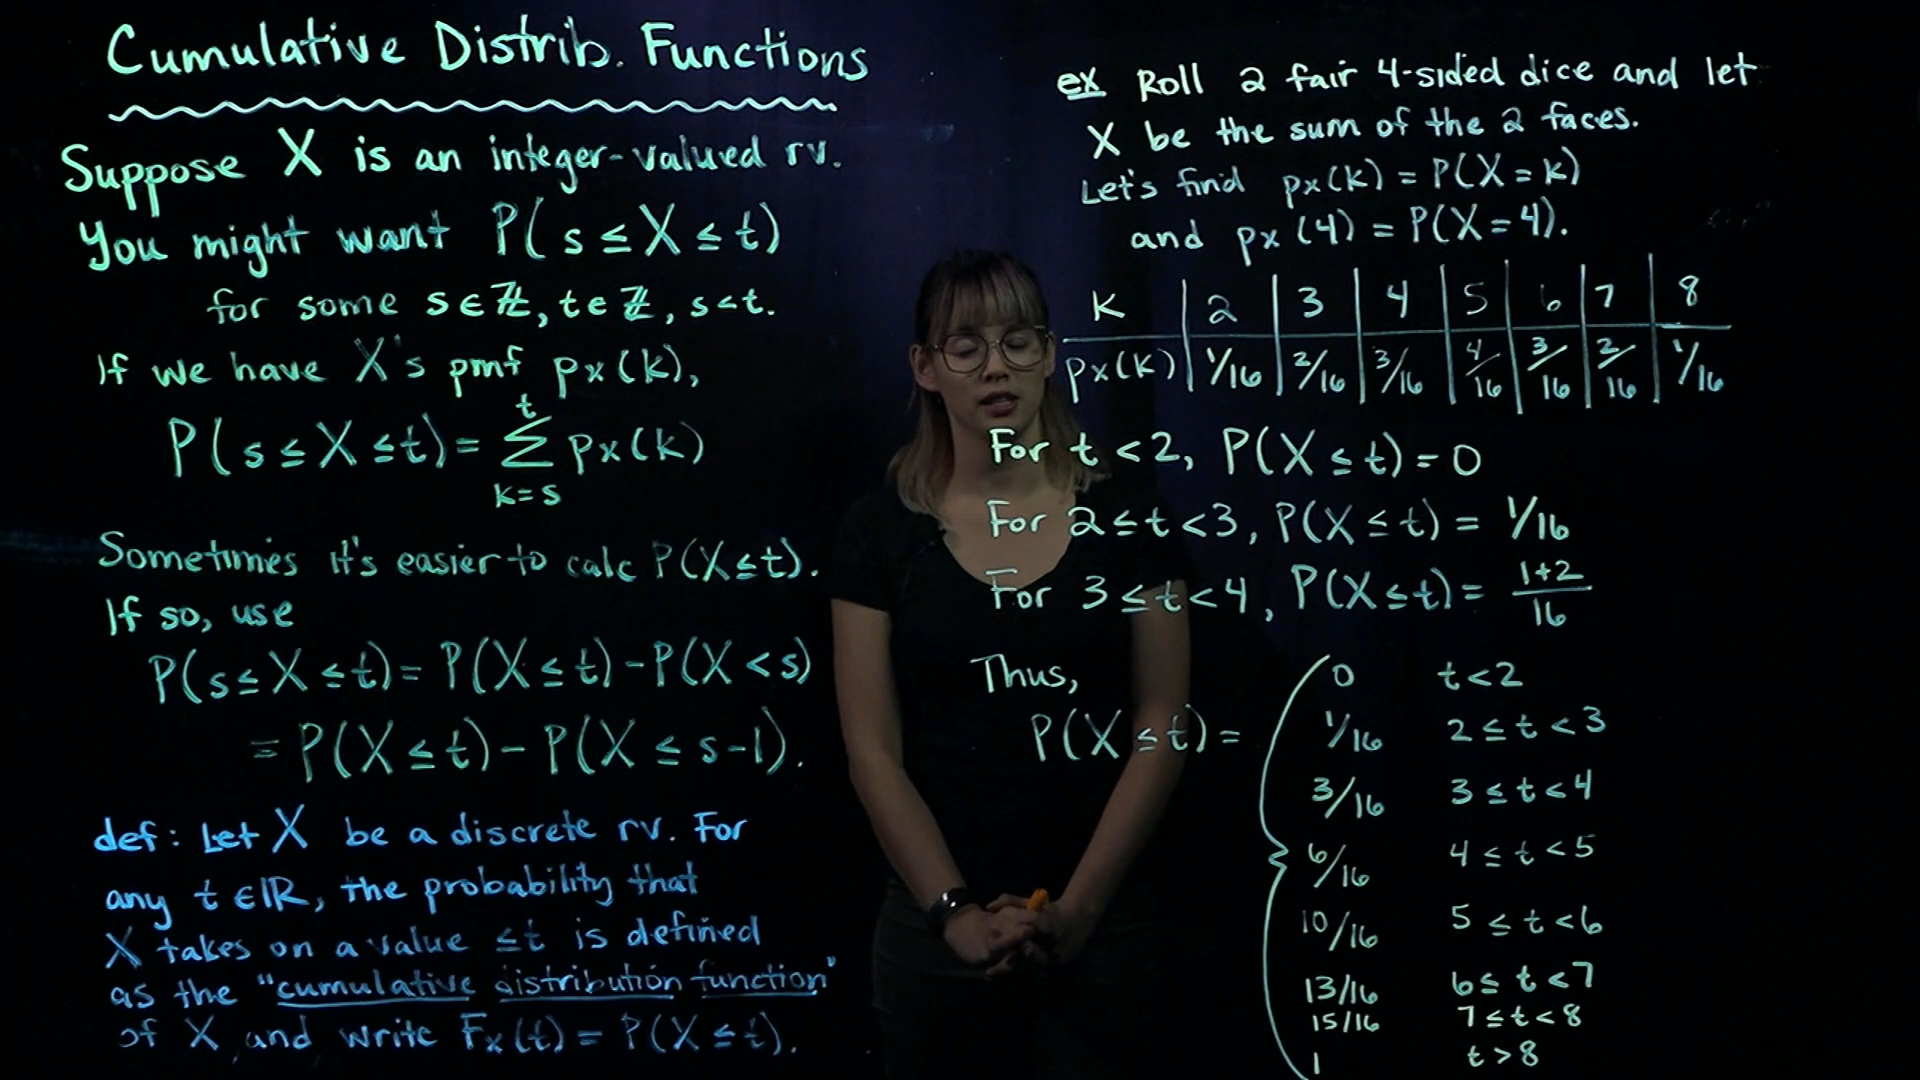 Cumulative Distrib. Functions
Suppose X is an integer-valued rv.
You might want P(s ≤ X ≤ t)
for some s ∈ ℤ, t ∈ ℤ, s < t.
If we have X's pmf px(k),
P(s ≤ X ≤ t) = Σ_{k=s}^{t} px(k)
Sometimes it's easier to calc P(X ≤ t).
If so, use
P(s ≤ X ≤ t) = P(X ≤ t) - P(X < s)
= P(X ≤ t) - P(X ≤ s-1).
def: Let X be a discrete rv. For
any t ∈ ℝ, the probability that
X takes on a value ≤ t is defined
as the "cumulative distribution function"
of X and write Fx(t) = P(X ≤ t).
ex Roll 2 fair 4-sided dice and let
X be the sum of the 2 faces.
Let's find px(k) = P(X = k)
and px(4) = P(X = 4).
k | 2 | 3 | 4 | 5 | 6 | 7 | 8
px(k) | 1/16 | 2/16 | 3/16 | 4/16 | 3/16 | 2/16 | 1/16
For t < 2, P(X ≤ t) = 0
For 2 ≤ t < 3, P(X ≤ t) = 1/16
For 3 ≤ t < 4, P(X ≤ t) = (1+2)/16
Thus,
P(X ≤ t) = {
0 t < 2
1/16 2 ≤ t < 3
3/16 3 ≤ t < 4
6/16 4 ≤ t < 5
10/16 5 ≤ t < 6
13/16 6 ≤ t < 7
15/16 7 ≤ t < 8
1 t > 8